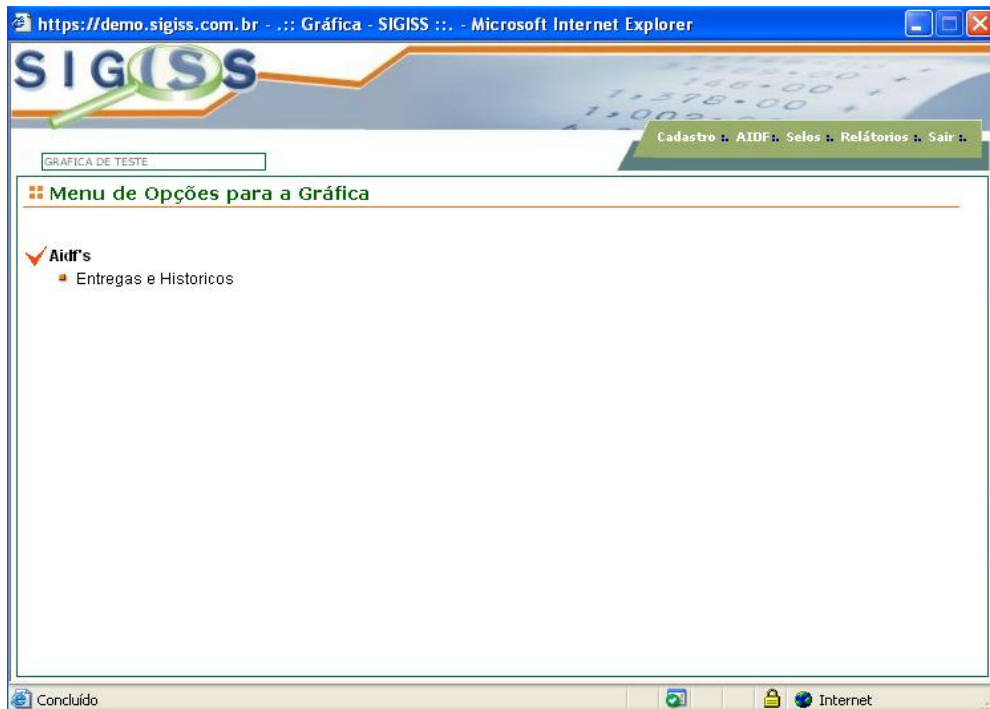 https://demo.sigiss.com.br - .:: Gráfica - SIGISS ::. - Microsoft Internet Explorer
SIGISS
Cadastro :. AIDF:. Selos :. Relátorios :. Sair :.
GRAFICA DE TESTE
Menu de Opções para a Gráfica
Aidf's
Entregas e Historicos
Concluído Internet